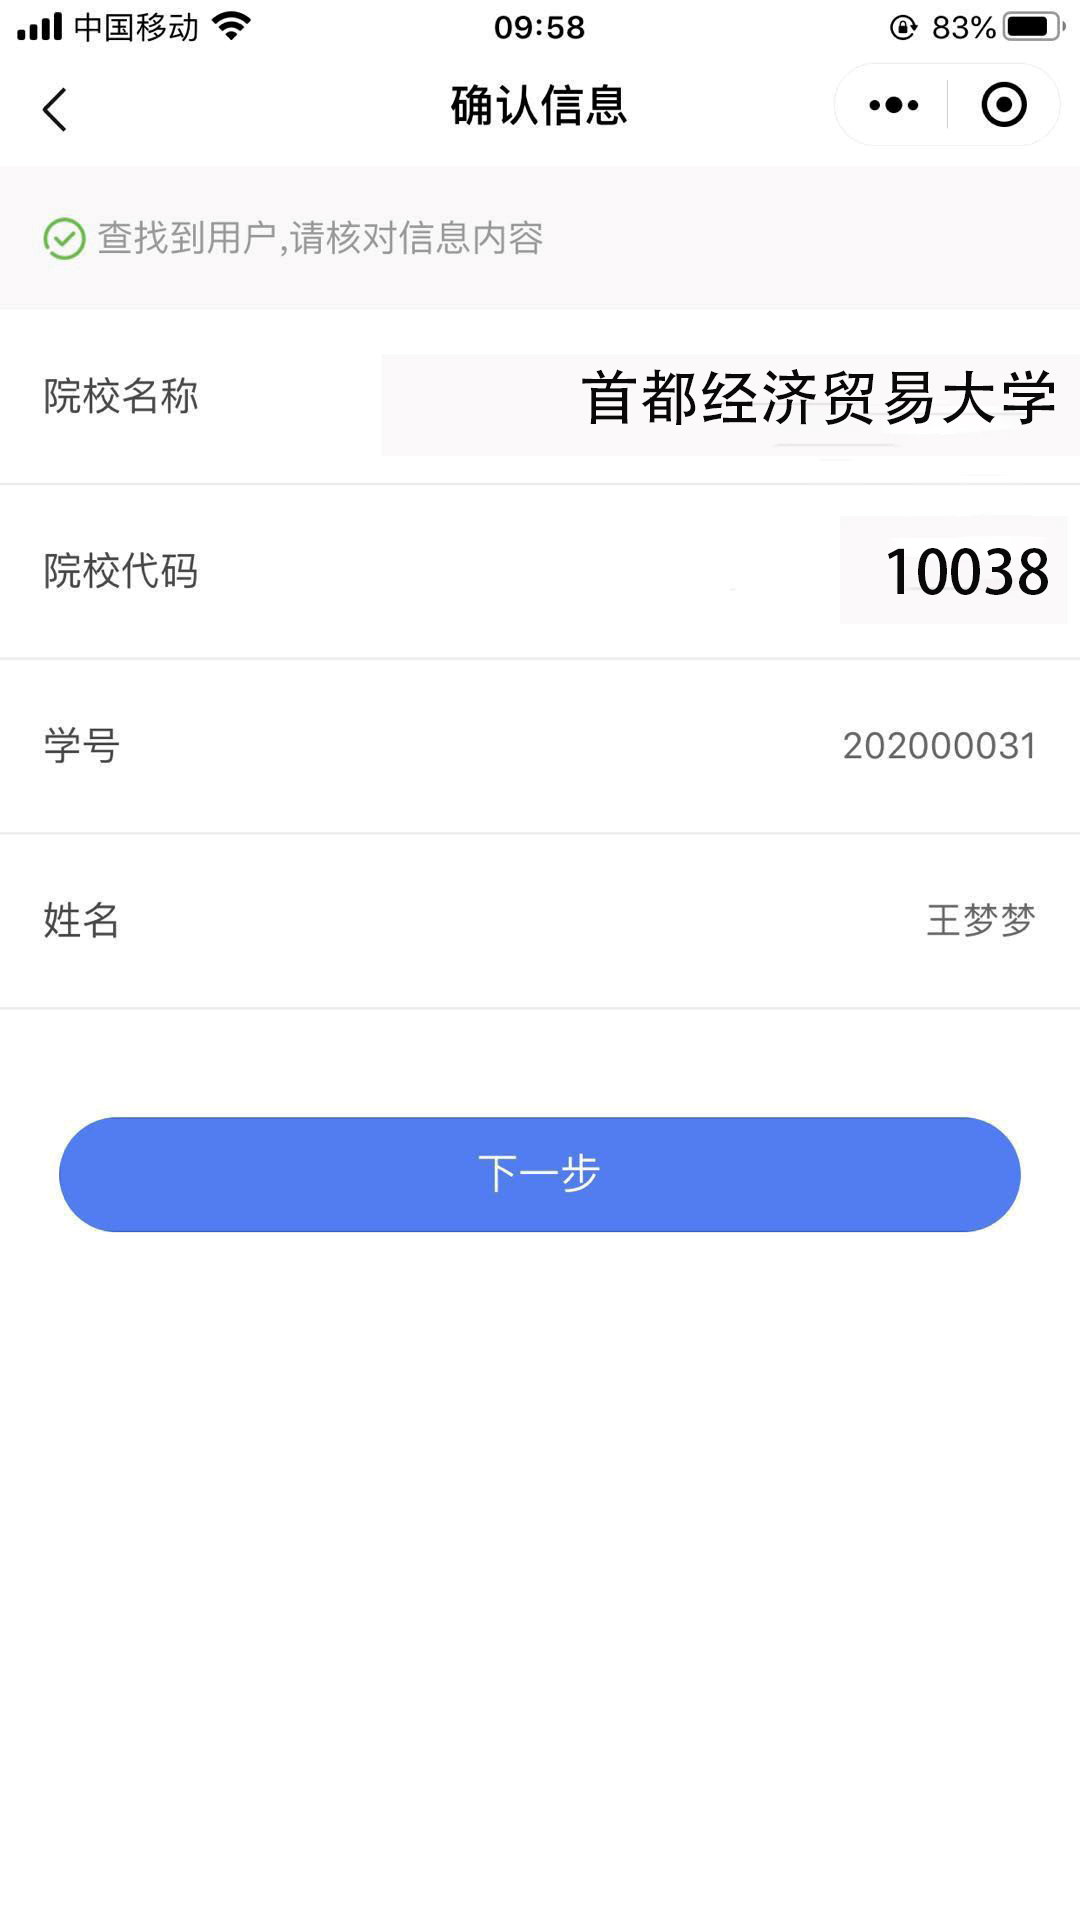 中国移动 09:58 83%
确认信息
查找到用户,请核对信息内容
院校名称 首都经济贸易大学
院校代码 10038
学号 202000031
姓名 王梦梦
下一步